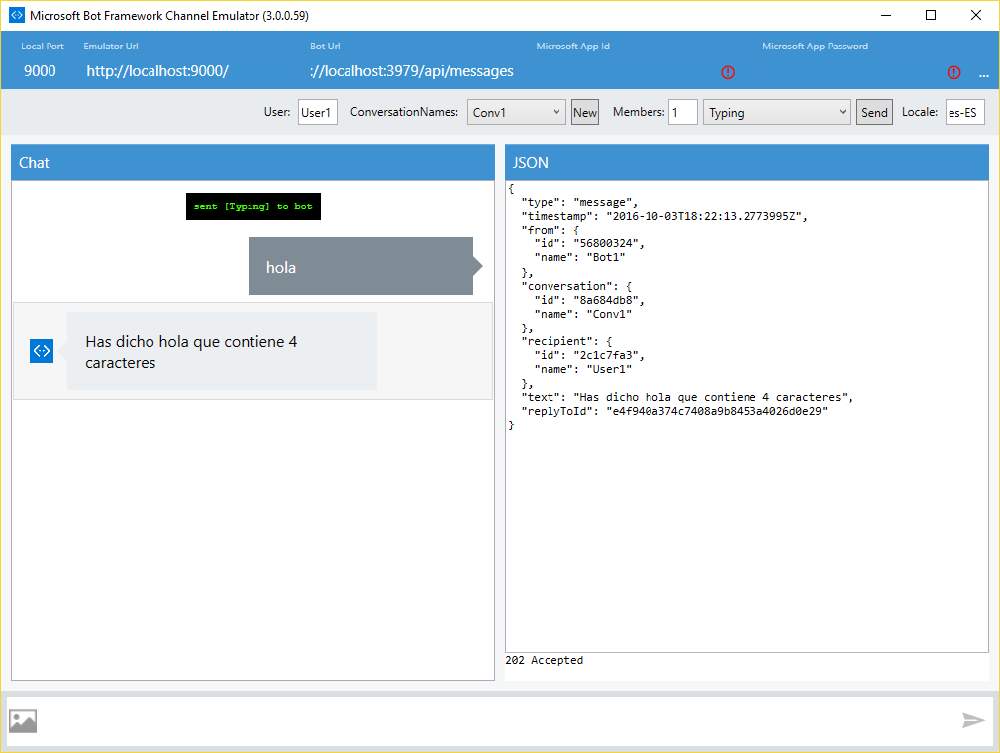 Microsoft Bot Framework Channel Emulator (3.0.0.59)
Local Port Emulator Url Bot Url Microsoft App Id Microsoft App Password
9000 http://localhost:9000/ ://localhost:3979/api/messages ...
User: User1 ConversationNames: Conv1 New Members: 1 Typing Send Locale: es-ES
Chat
sent [Typing] to bot
hola
Has dicho hola que contiene 4
caracteres
JSON
{
"type": "message",
"timestamp": "2016-10-03T18:22:13.2773995Z",
"from": {
"id": "56800324",
"name": "Bot1"
},
"conversation": {
"id": "8a684db8",
"name": "Conv1"
},
"recipient": {
"id": "2c1c7fa3",
"name": "User1"
},
"text": "Has dicho hola que contiene 4 caracteres",
"replyToId": "e4f940a374c7408a9b8453a4026d0e29"
}
202 Accepted